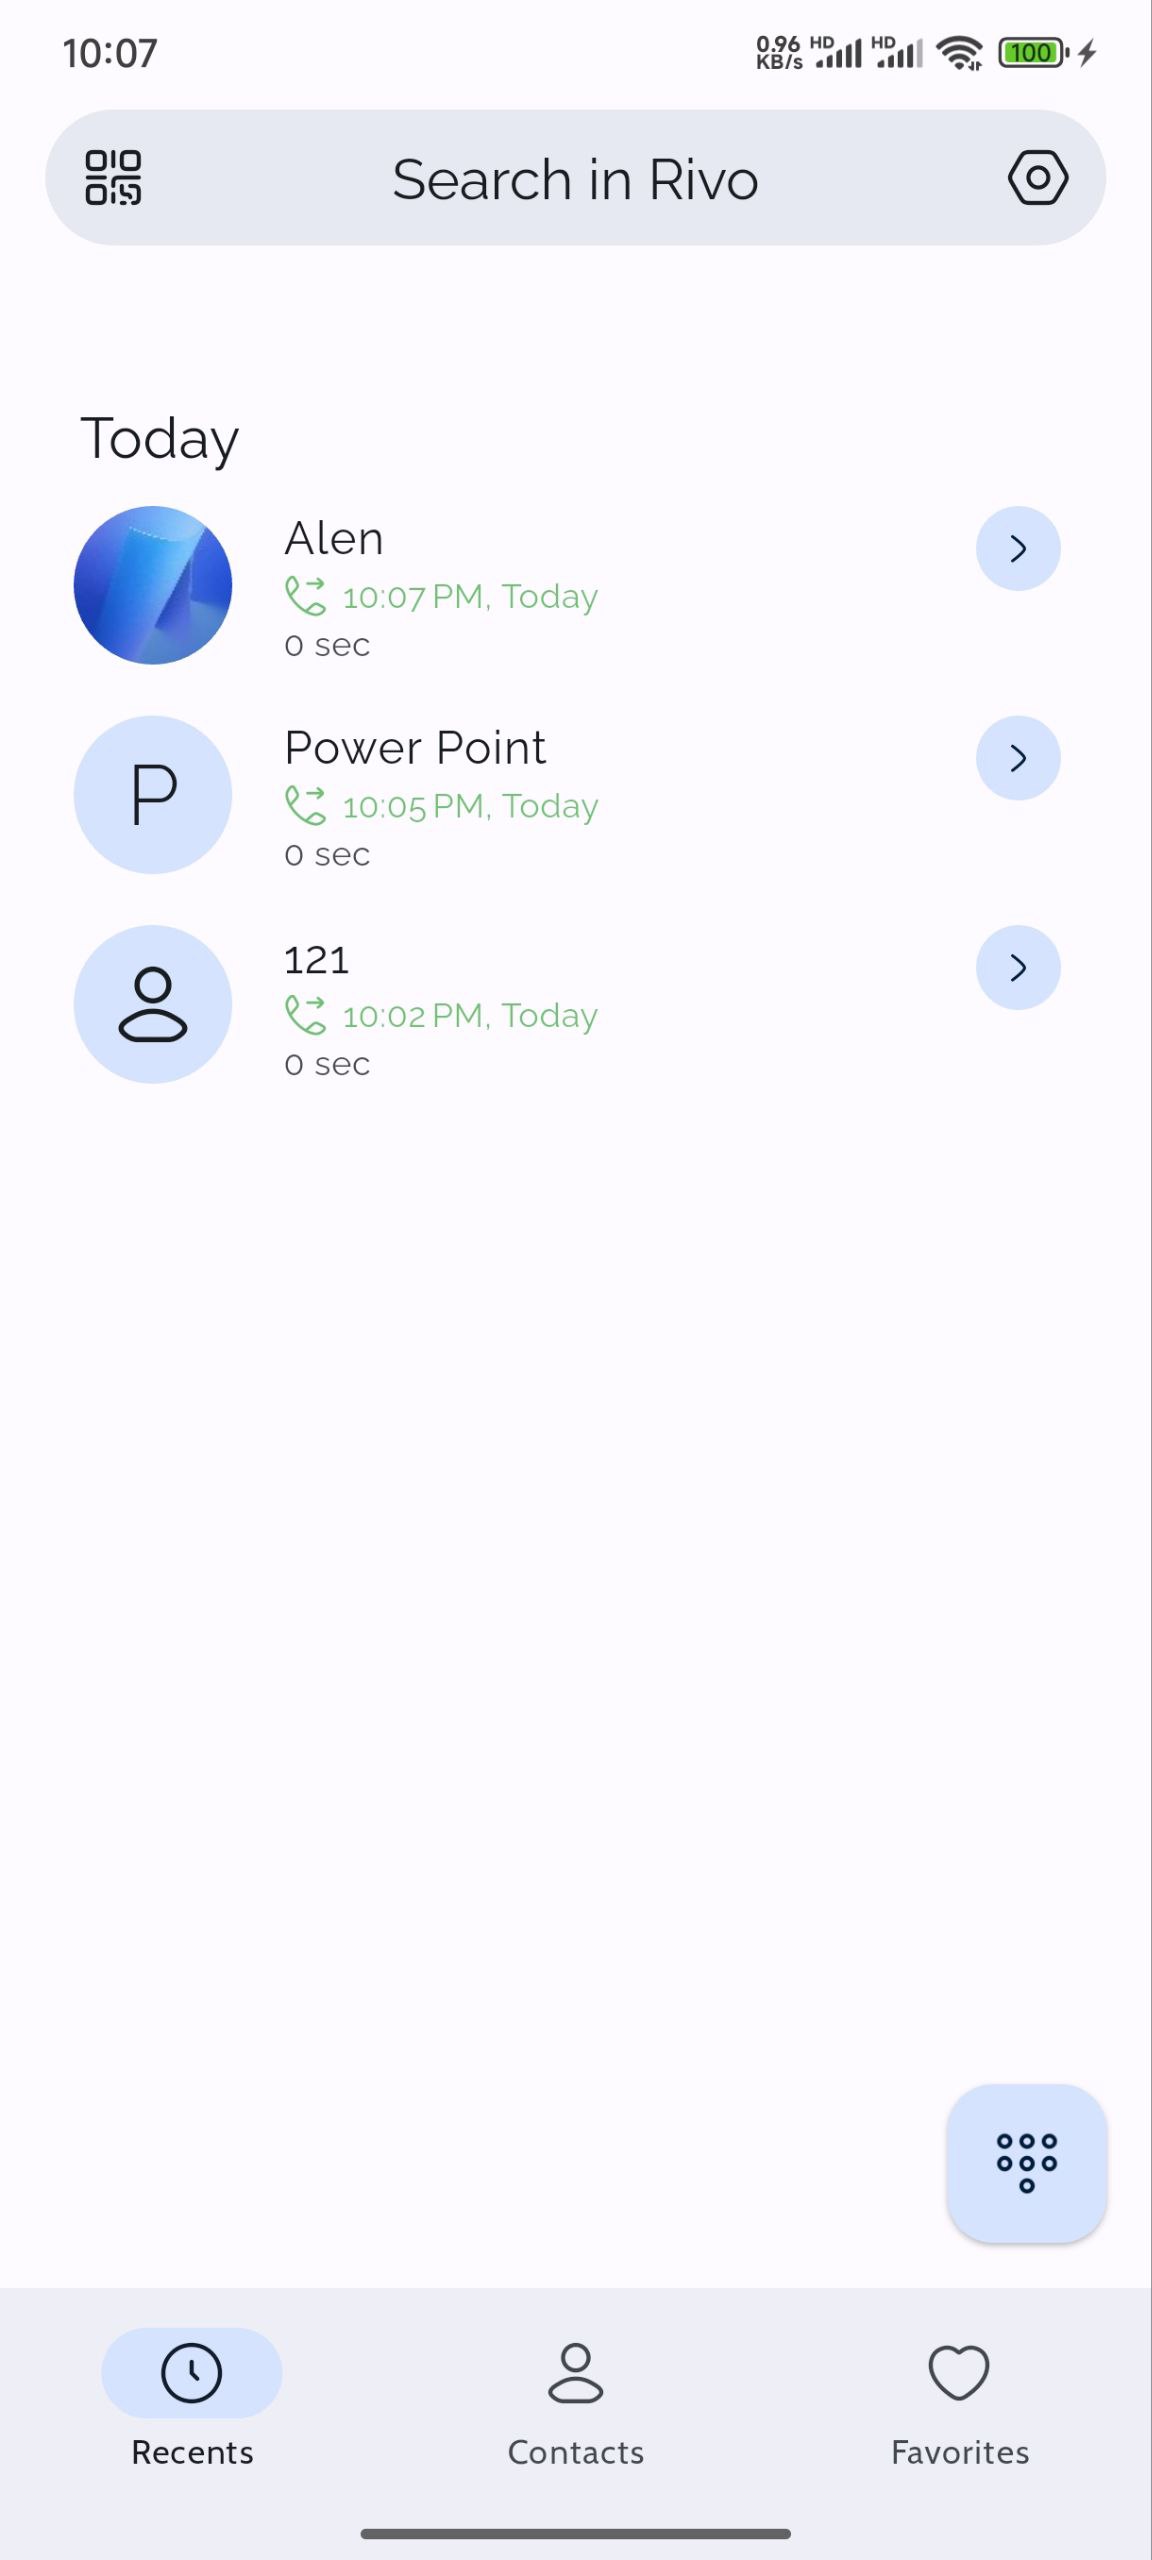 10:07
0.96
KB/s
HD
HD
100
Search in Rivo
Today
Alen
10:07 PM, Today
0 sec
P
Power Point
10:05 PM, Today
0 sec
121
10:02 PM, Today
0 sec
Recents
Contacts
Favorites